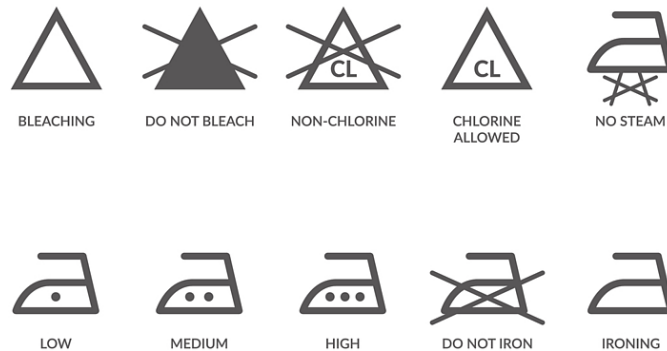 CL
CL
BLEACHING
DO NOT BLEACH
NON-CHLORINE
CHLORINE
ALLOWED
NO STEAM
LOW
MEDIUM
HIGH
DO NOT IRON
IRONING